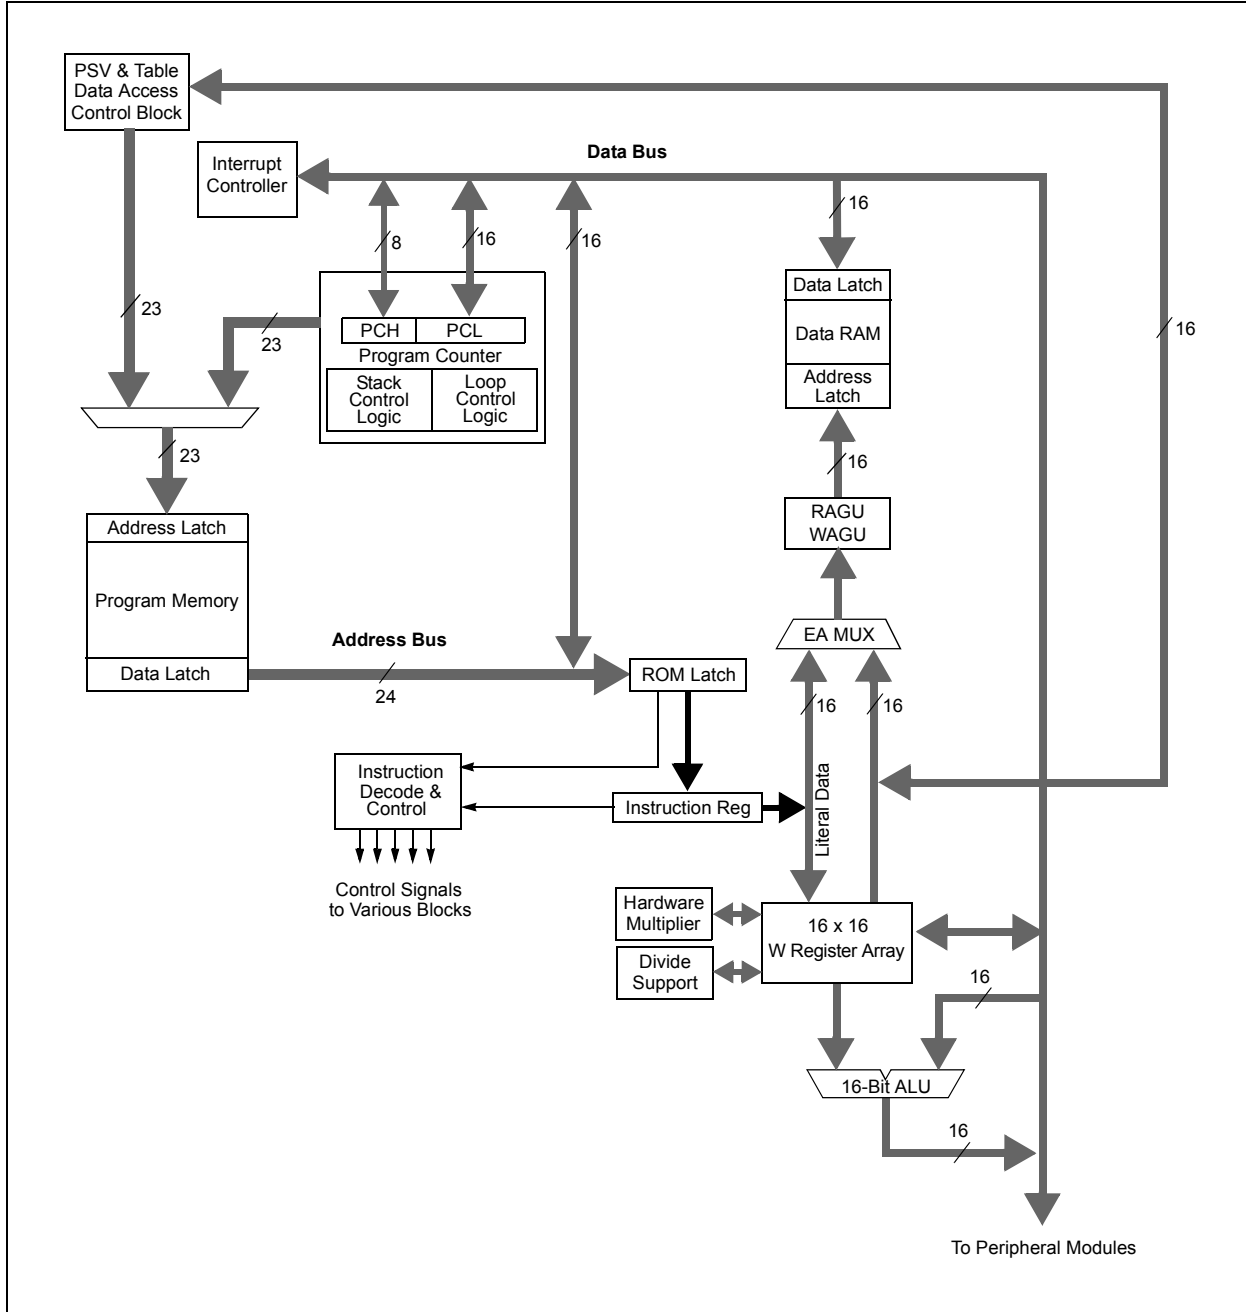 PSV & Table
Data Access
Control Block
Data Bus
Interrupt
Controller
16
8
16
16
Data Latch
23
23
PCH
PCL
16
Data RAM
Program Counter
Stack
Control
Logic
Loop
Control
Logic
Address
Latch
23
16
RAGU
WAGU
Address Latch
Program Memory
EA MUX
Address Bus
Data Latch
24
ROM Latch
16
16
Instruction
Decode &
Control
Literal Data
Instruction Reg
Control Signals
to Various Blocks
Hardware
Multiplier
16 x 16
W Register Array
Divide
Support
16
16-Bit ALU
16
To Peripheral Modules